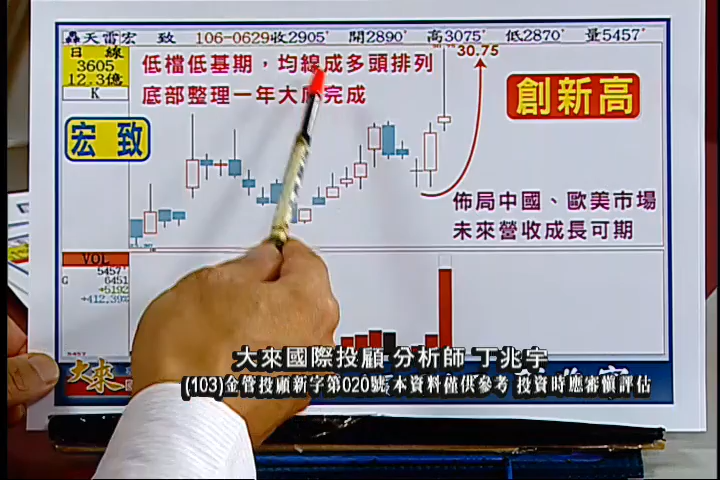 天雷宏 致 106-0629收2905' 開2890' 高3075' 低2870' 量5457'
日 線
3605
12.3億
K
低檔低基期，均線成多頭排列
底部整理一年大底完成
30.75
創新高
宏 致
佈局中國、歐美市場
未來營收成長可期
VOL
5457'
G 6451
+5192
+412.39%
大來
大來國際投顧 分析師 丁兆宇
(103)金管投顧新字第020號 本資料僅供參考 投資時應審慎評估